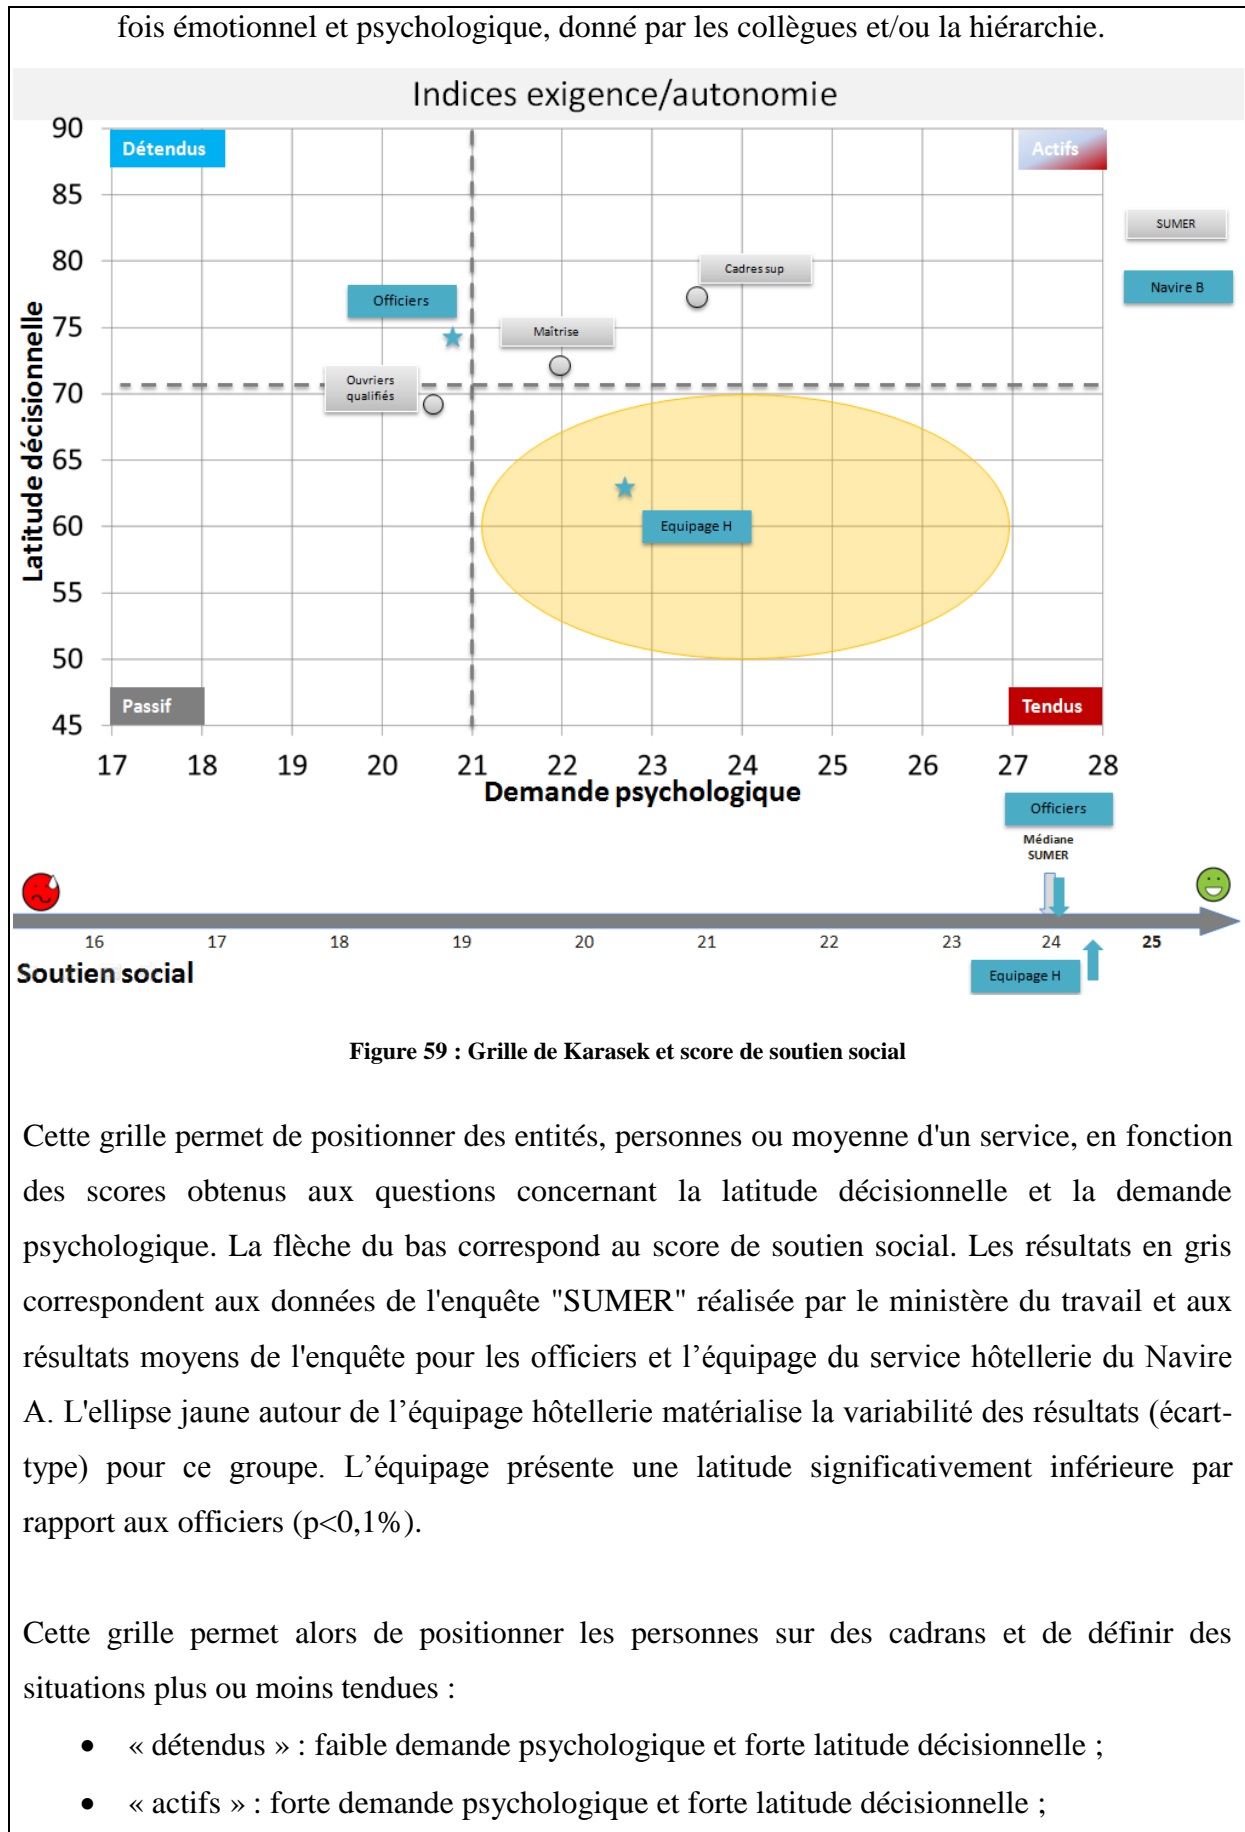 fois émotionnel et psychologique, donné par les collègues et/ou la hiérarchie.
Indices exigence/autonomie
90
Détendus
Actifs
85
SUMER
80
Cadres sup
Navire B
Officiers
75
Maîtrise
Latitude décisionnelle
70
Ouvriers
qualifiés
65
60
Equipage H
55
50
Passif
Tendus
45
17 18 19 20 21 22 23 24 25 26 27 28
Demande psychologique
Officiers
Médiane
SUMER
16 17 18 19 20 21 22 23 24 25
Soutien social
Equipage H
Figure 59 : Grille de Karasek et score de soutien social
Cette grille permet de positionner des entités, personnes ou moyenne d'un service, en fonction
des scores obtenus aux questions concernant la latitude décisionnelle et la demande
psychologique. La flèche du bas correspond au score de soutien social. Les résultats en gris
correspondent aux données de l'enquête "SUMER" réalisée par le ministère du travail et aux
résultats moyens de l'enquête pour les officiers et l’équipage du service hôtellerie du Navire
A. L'ellipse jaune autour de l’équipage hôtellerie matérialise la variabilité des résultats (écart-
type) pour ce groupe. L’équipage présente une latitude significativement inférieure par
rapport aux officiers (p<0,1%).
Cette grille permet alors de positionner les personnes sur des cadrans et de définir des
situations plus ou moins tendues :
• « détendus » : faible demande psychologique et forte latitude décisionnelle ;
• « actifs » : forte demande psychologique et forte latitude décisionnelle ;